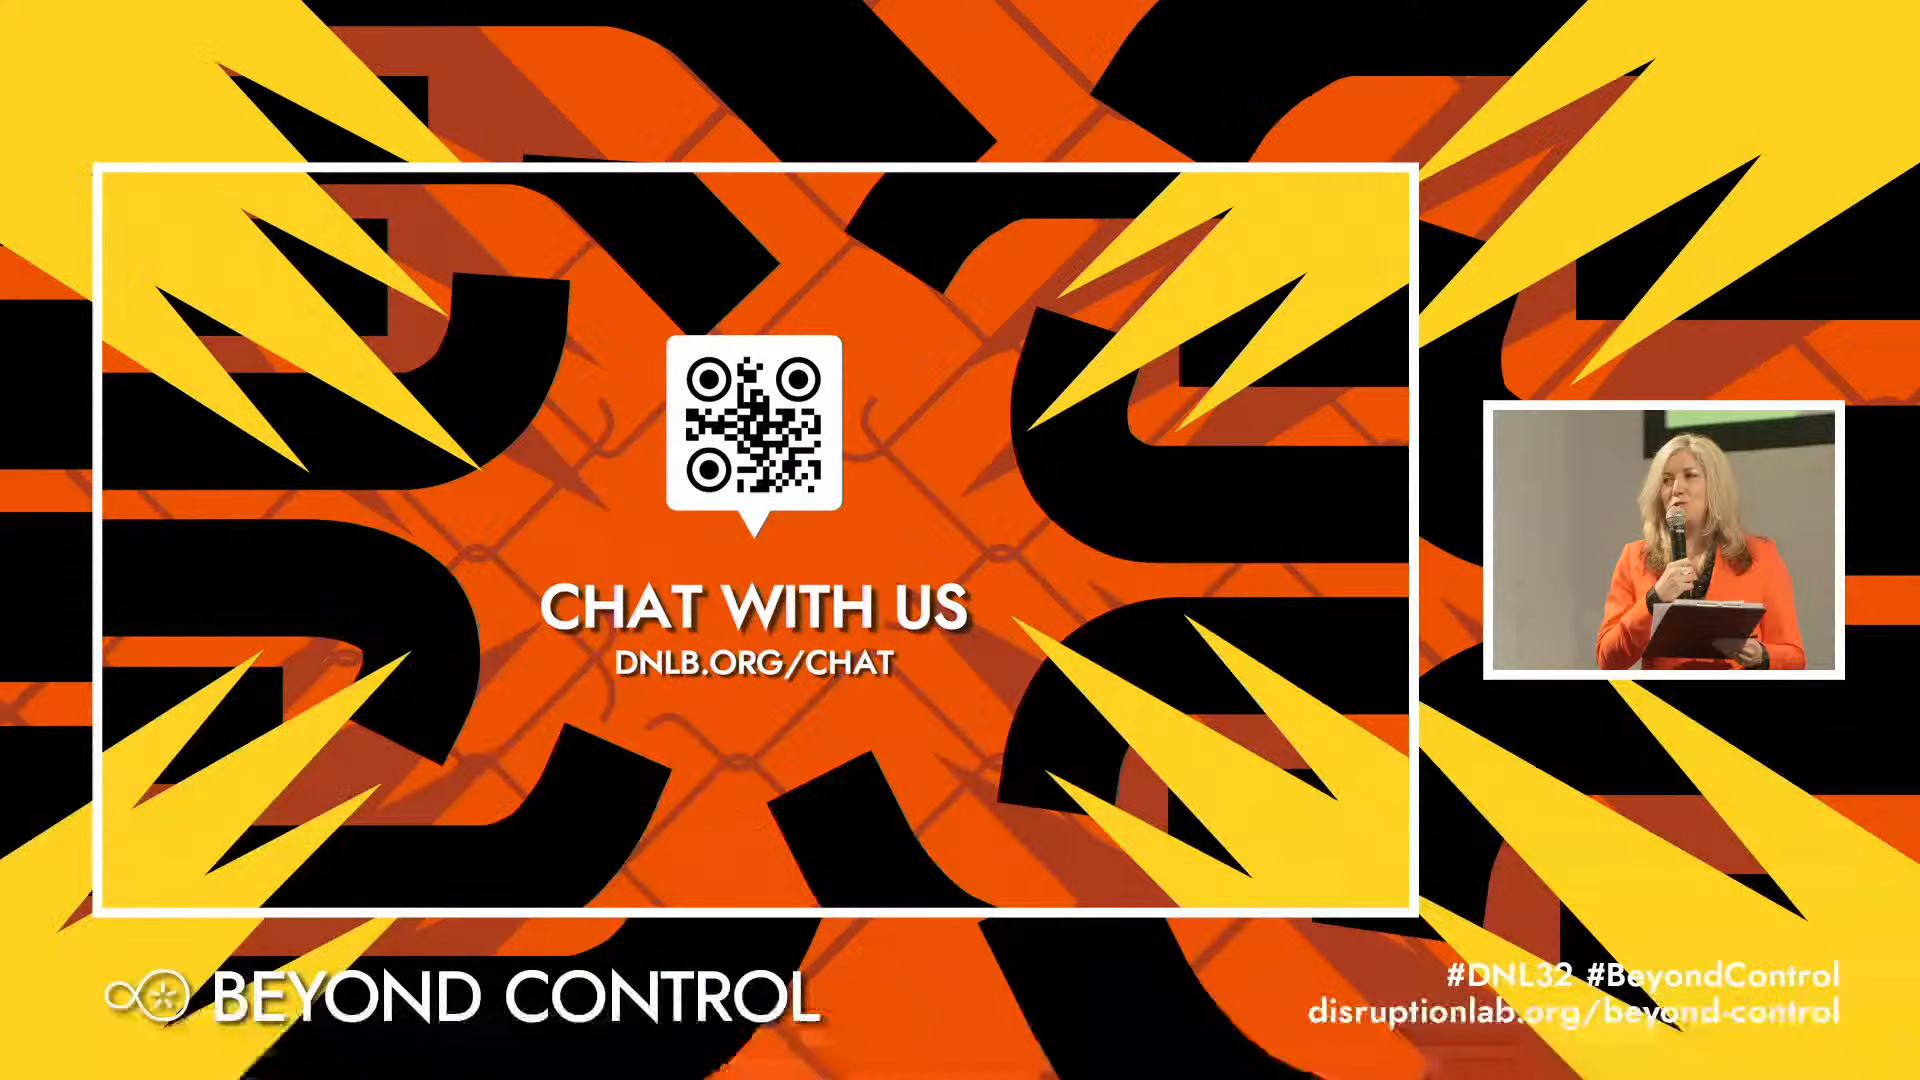 CHAT WITH US
DNLB.ORG/CHAT
BEYOND CONTROL
#DNL32 #BeyondControl
disruptionlab.org/beyond-control